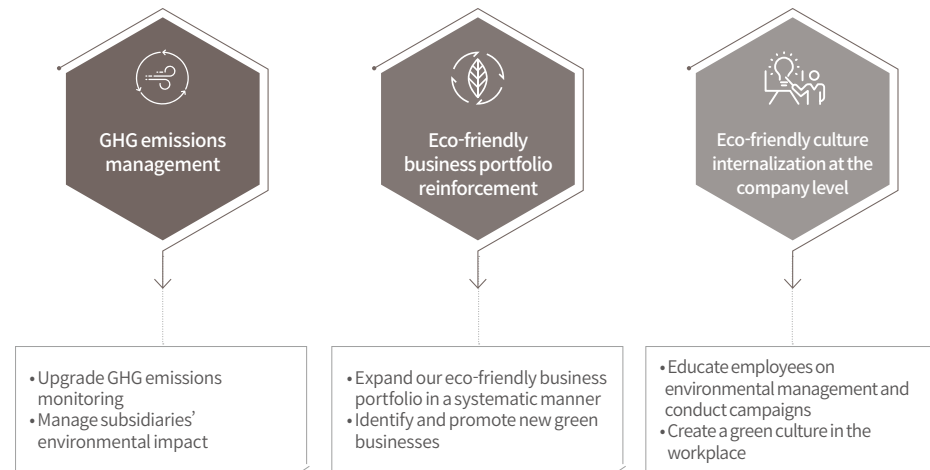 GHG emissions
management
Eco-friendly
business portfolio
reinforcement
Eco-friendly culture
internalization at the
company level
• Upgrade GHG emissions
monitoring
• Manage subsidiaries’
environmental impact
• Expand our eco-friendly business
portfolio in a systematic manner
• Identify and promote new green
businesses
• Educate employees on
environmental management and
conduct campaigns
• Create a green culture in the
workplace